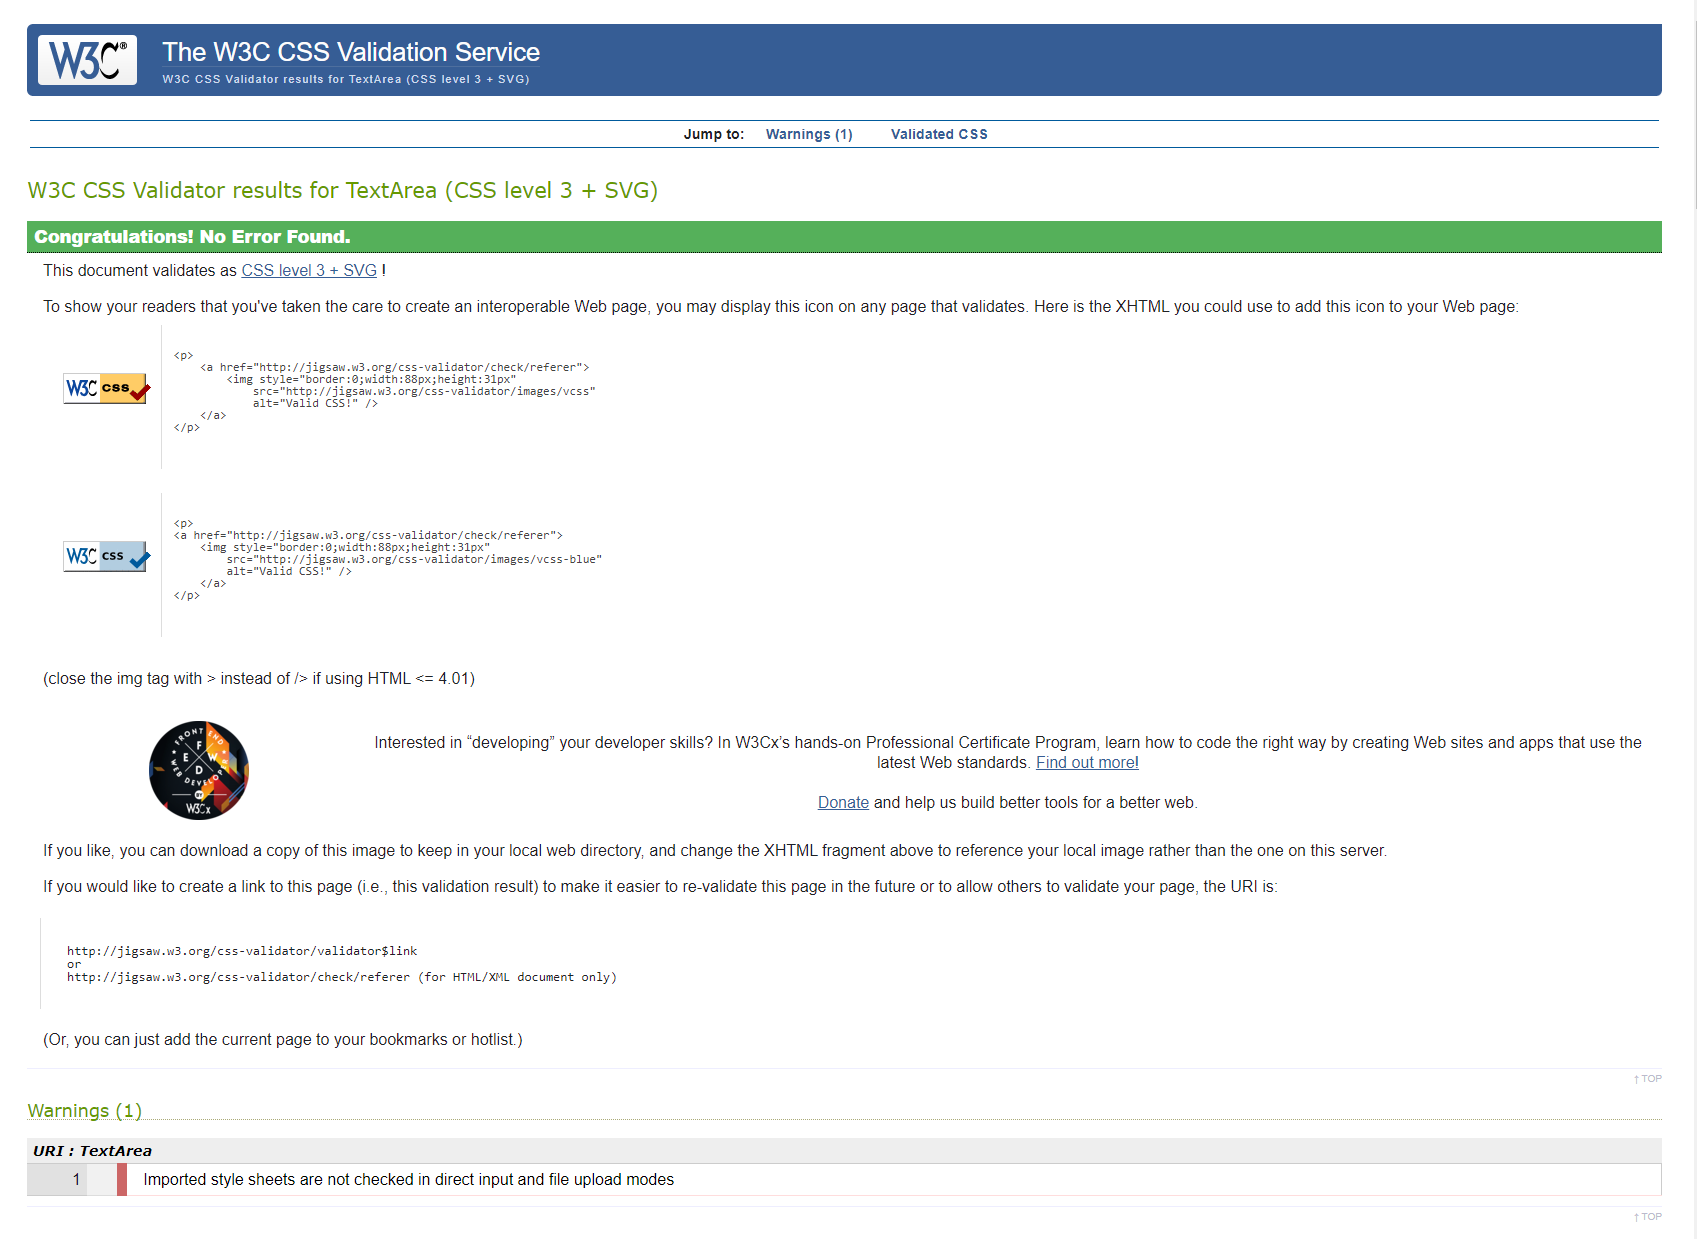 W3C®
The W3C CSS Validation Service
W3C CSS Validator results for TextArea (CSS level 3 + SVG)
Jump to: Warnings (1) Validated CSS
W3C CSS Validator results for TextArea (CSS level 3 + SVG)
Congratulations! No Error Found.
This document validates as CSS level 3 + SVG !
To show your readers that you've taken the care to create an interoperable Web page, you may display this icon on any page that validates. Here is the XHTML you could use to add this icon to your Web page:
W3C css
<p>
<a href="http://jigsaw.w3.org/css-validator/check/referer">
<img style="border:0;width:88px;height:31px"
src="http://jigsaw.w3.org/css-validator/images/vcss"
alt="Valid CSS!" />
</a>
</p>
W3C css
<p>
<a href="http://jigsaw.w3.org/css-validator/check/referer">
<img style="border:0;width:88px;height:31px"
src="http://jigsaw.w3.org/css-validator/images/vcss-blue"
alt="Valid CSS!" />
</a>
</p>
(close the img tag with > instead of /> if using HTML <= 4.01)
FRONT END
F
E W
D
WEB DEVELOPER
BY
W3Cx
Interested in “developing” your developer skills? In W3Cx’s hands-on Professional Certificate Program, learn how to code the right way by creating Web sites and apps that use the
latest Web standards. Find out more!
Donate and help us build better tools for a better web.
If you like, you can download a copy of this image to keep in your local web directory, and change the XHTML fragment above to reference your local image rather than the one on this server.
If you would like to create a link to this page (i.e., this validation result) to make it easier to re-validate this page in the future or to allow others to validate your page, the URI is:
http://jigsaw.w3.org/css-validator/validator$link
or
http://jigsaw.w3.org/css-validator/check/referer (for HTML/XML document only)
(Or, you can just add the current page to your bookmarks or hotlist.)
↑ TOP
Warnings (1)
URI : TextArea
1 Imported style sheets are not checked in direct input and file upload modes
↑ TOP